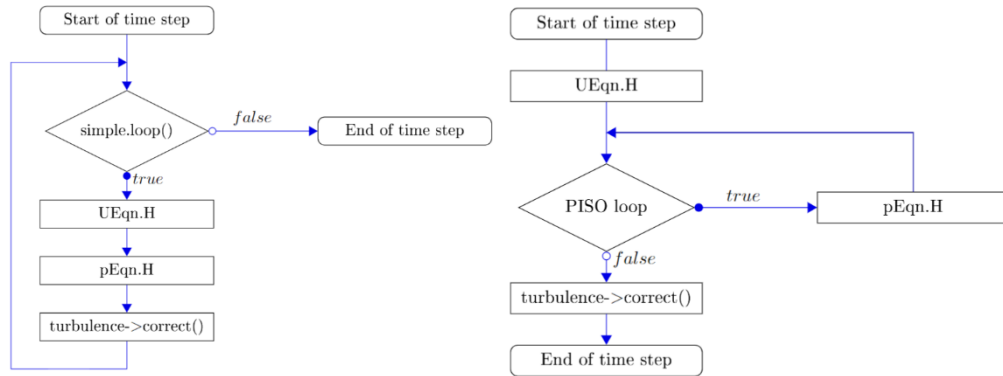 Start of time step
simple.loop()
false
End of time step
true
UEqn.H
pEqn.H
turbulence->correct()
Start of time step
UEqn.H
PISO loop
true
pEqn.H
false
turbulence->correct()
End of time step